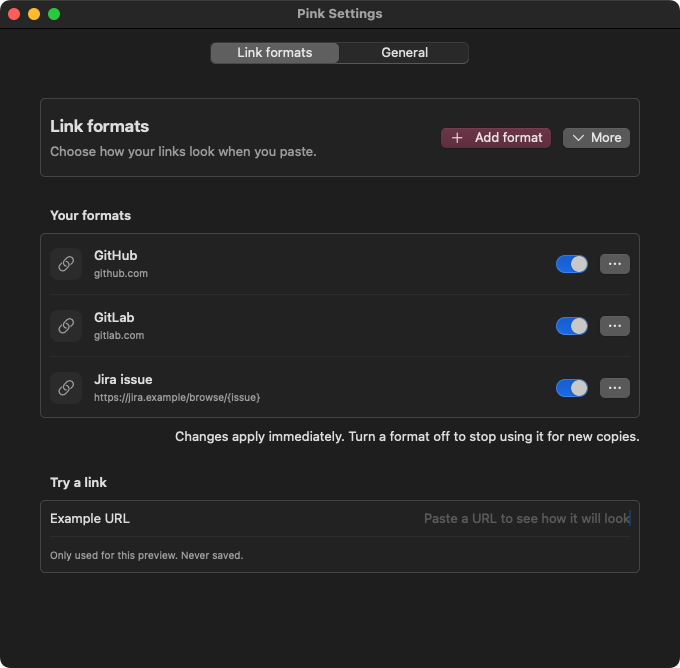 Pink Settings
Link formats
General
Link formats
Choose how your links look when you paste.
Add format
More
Your formats
GitHub
github.com
GitLab
gitlab.com
Jira issue
https://jira.example/browse/{issue}
Changes apply immediately. Turn a format off to stop using it for new copies.
Try a link
Example URL
Paste a URL to see how it will look
Only used for this preview. Never saved.